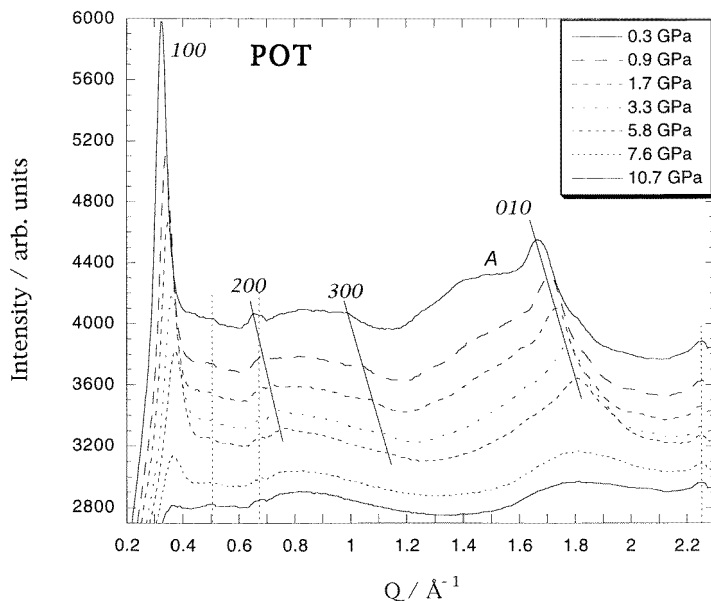 POT
100
200
300
A
010
0.3 GPa
0.9 GPa
1.7 GPa
3.3 GPa
5.8 GPa
7.6 GPa
10.7 GPa
Intensity / arb. units
6000
5600
5200
4800
4400
4000
3600
3200
2800
0.2 0.4 0.6 0.8 1 1.2 1.4 1.6 1.8 2 2.2
Q / Å⁻¹